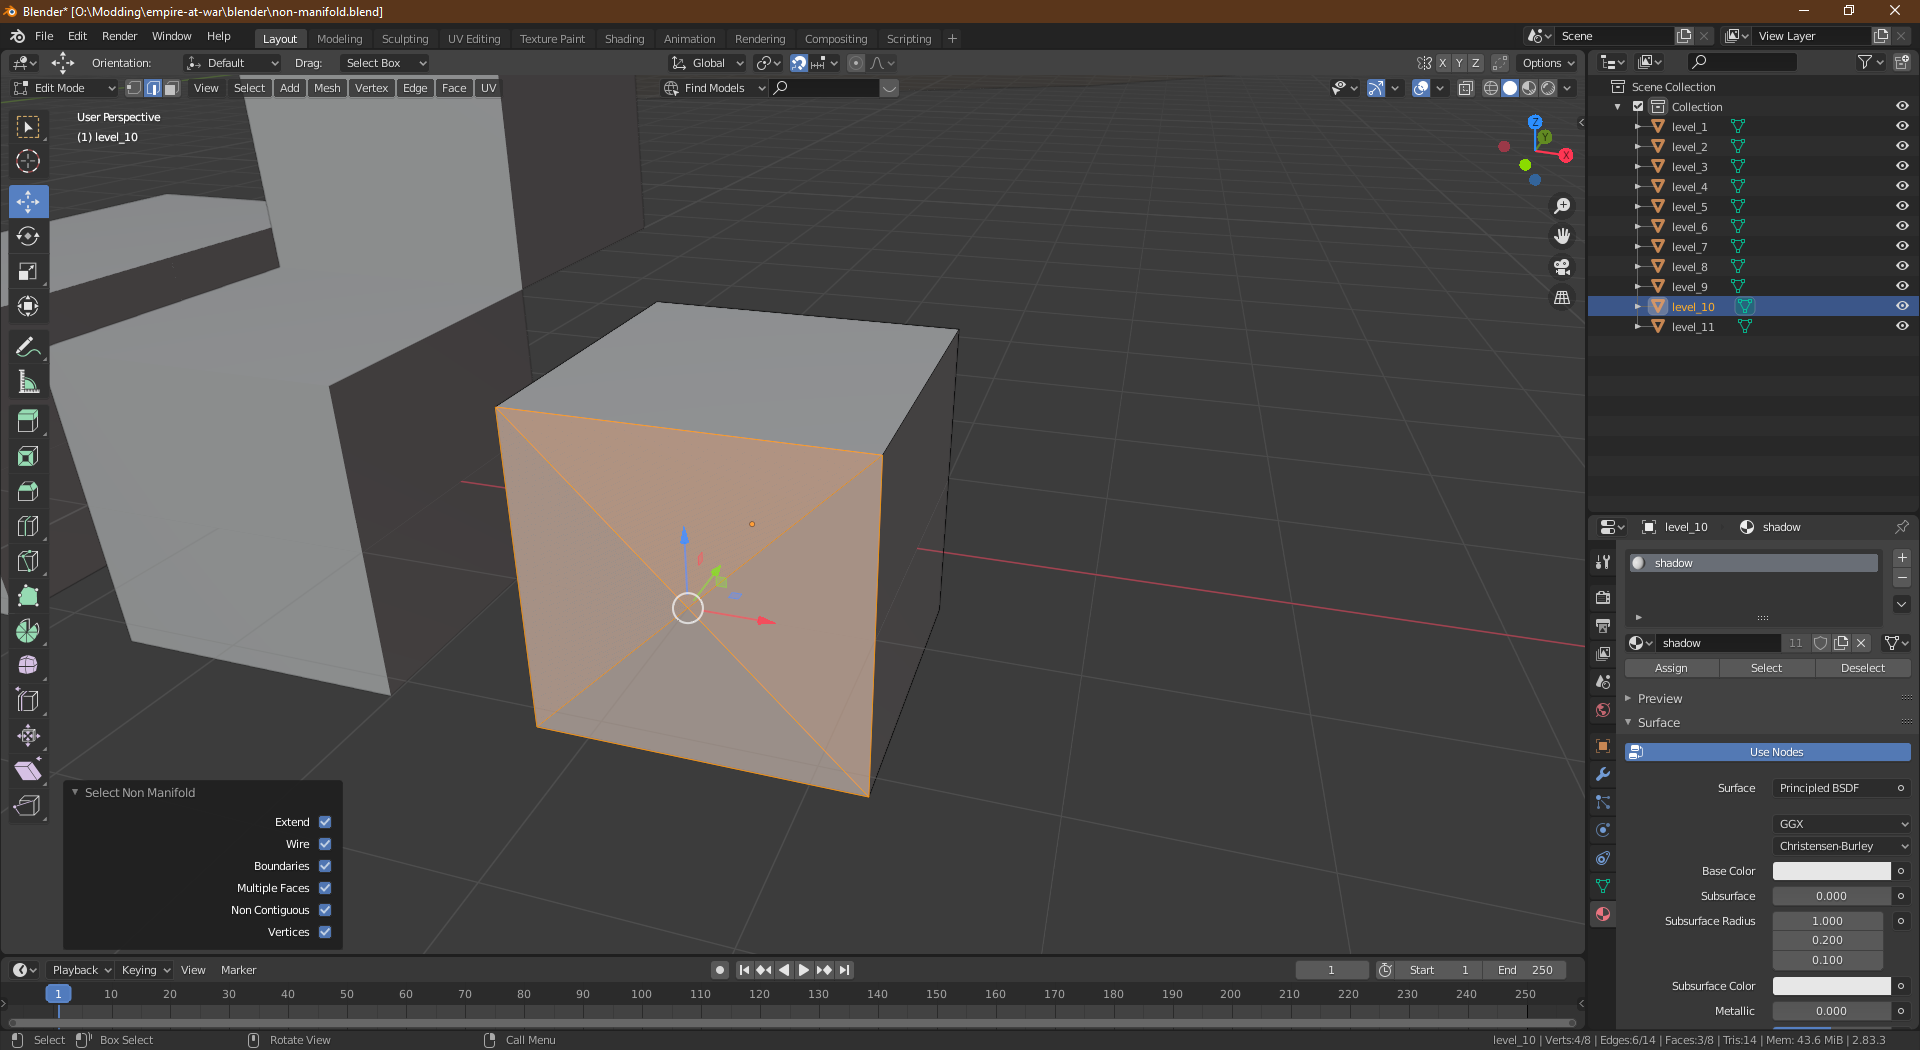 Blender* [O:\Modding\empire-at-war\blender\non-manifold.blend]
File Edit Render Window Help Layout Modeling Sculpting UV Editing Texture Paint Shading Animation Rendering Compositing Scripting + Scene View Layer
Orientation: Default Drag: Select Box Global X Y Z Options
Edit Mode View Select Add Mesh Vertex Edge Face UV Find Models
User Perspective
(1) level_10
Z
Y
X
Select Non Manifold
Extend
Wire
Boundaries
Multiple Faces
Non Contiguous
Vertices
Scene Collection
Collection
level_1
level_2
level_3
level_4
level_5
level_6
level_7
level_8
level_9
level_10
level_11
level_10 shadow
shadow
shadow 11
Assign Select Deselect
Preview
Surface
Use Nodes
Surface Principled BSDF
GGX
Christensen-Burley
Base Color
Subsurface 0.000
Subsurface Radius 1.000
0.200
0.100
Subsurface Color
Metallic 0.000
Playback Keying View Marker 1 Start 1 End 250
1 10 20 30 40 50 60 70 80 90 100 110 120 130 140 150 160 170 180 190 200 210 220 230 240 250
Select Box Select Rotate View Call Menu level_10 | Verts:4/8 | Edges:6/14 | Faces:3/8 | Tris:14 | Mem: 43.6 MiB | 2.83.3